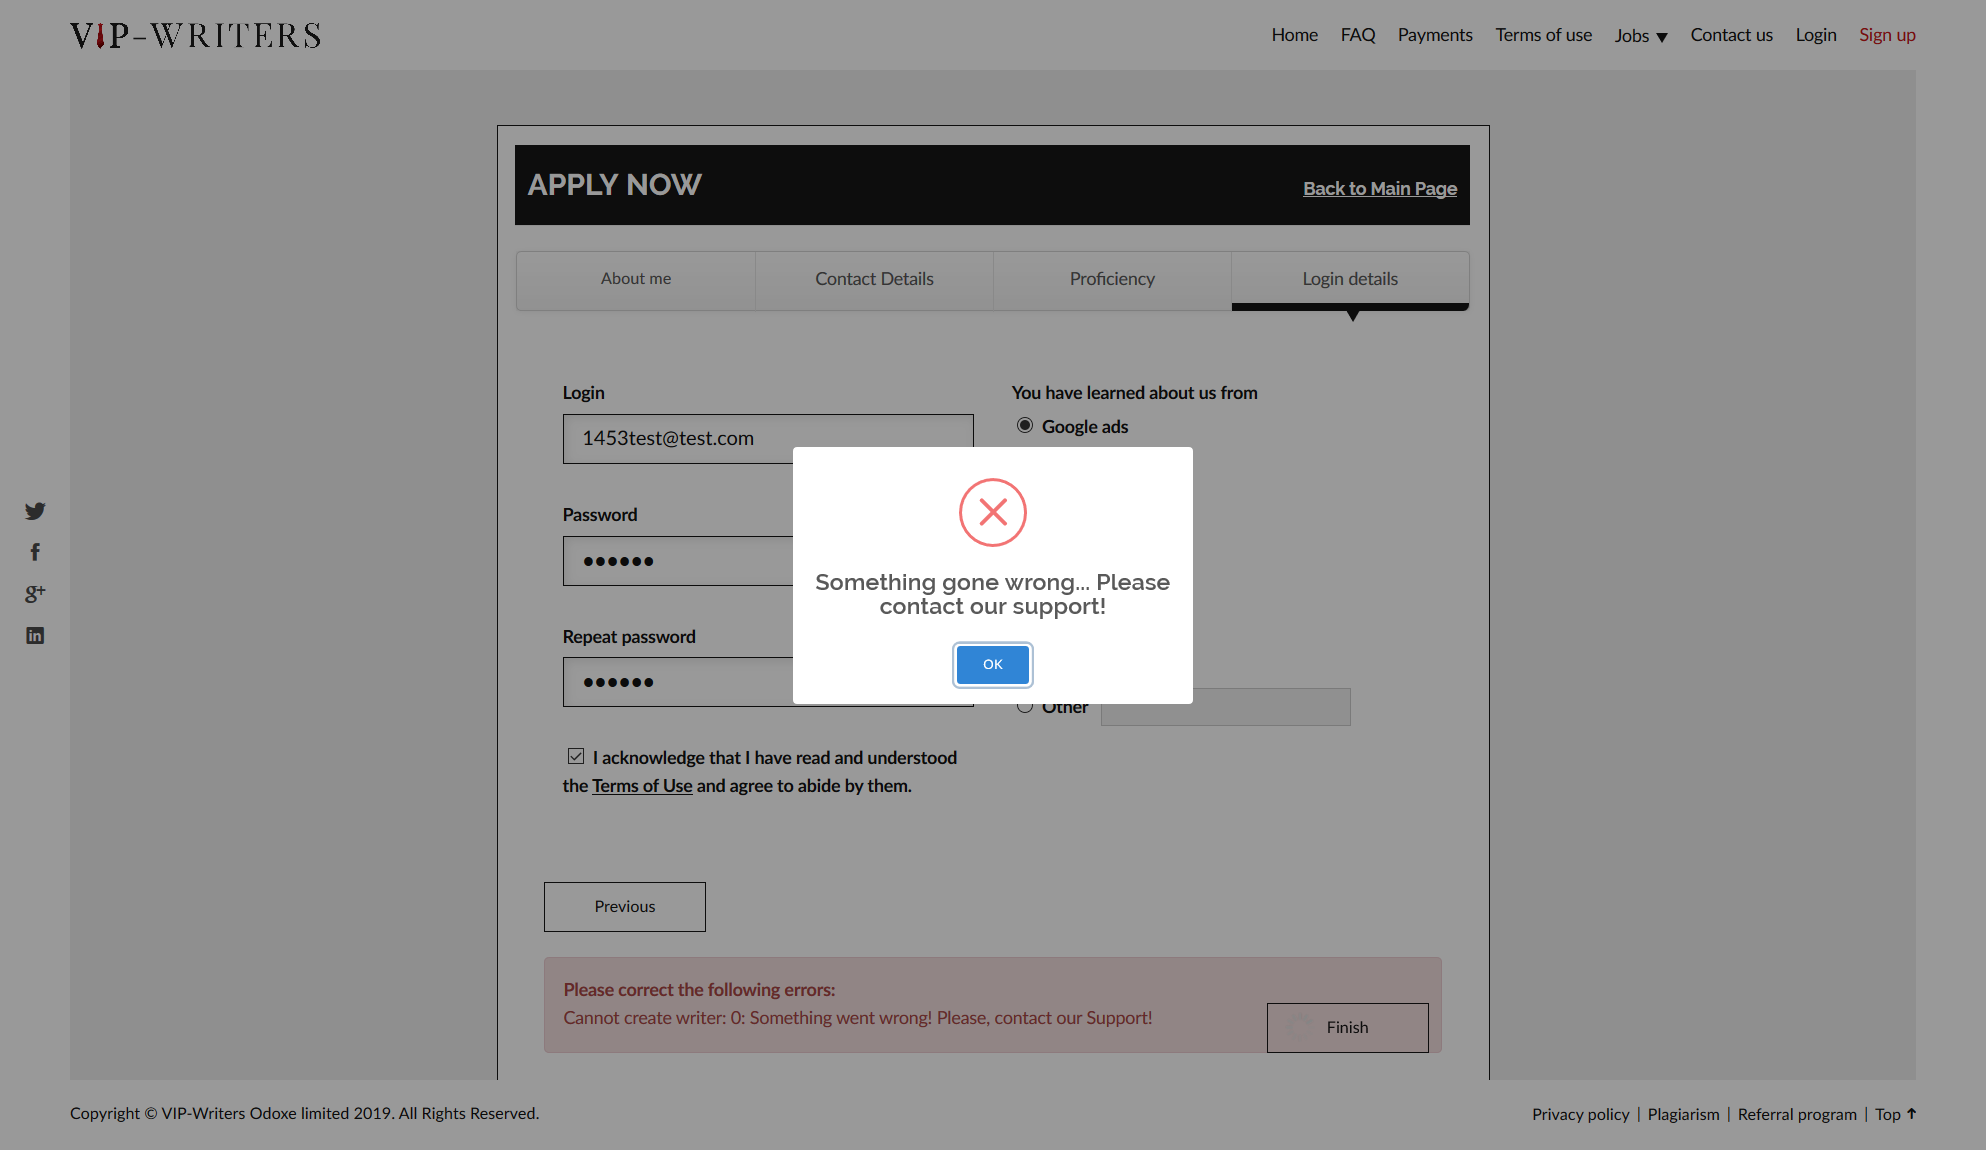 VIP-WRITERS
Home FAQ Payments Terms of use Jobs ▼ Contact us Login Sign up
APPLY NOW
Back to Main Page
About me Contact Details Proficiency Login details
Login
1453test@test.com
You have learned about us from
Google ads
Password
●●●●●●
Something gone wrong... Please
contact our support!
OK
Repeat password
●●●●●●
Other
I acknowledge that I have read and understood
the Terms of Use and agree to abide by them.
Previous
Please correct the following errors:
Cannot create writer: 0: Something went wrong! Please, contact our Support!
Finish
Copyright © VIP-Writers Odoxe limited 2019. All Rights Reserved.
Privacy policy | Plagiarism | Referral program | Top ↑